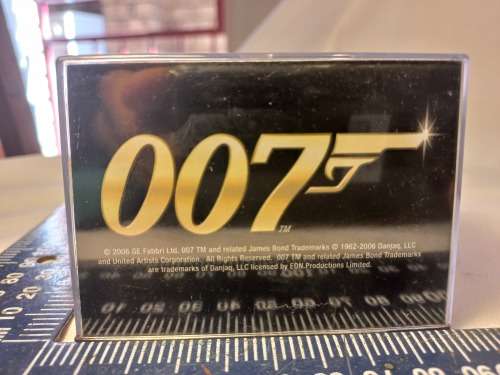 007
TM
© 2006 GE Fabbri Ltd. 007 TM and related James Bond Trademarks © 1962-2006 Danjaq, LLC
and United Artists Corporation. All Rights Reserved. 007 TM and related James Bond Trademarks
are trademarks of Danjaq, LLC licensed by EON Productions Limited.